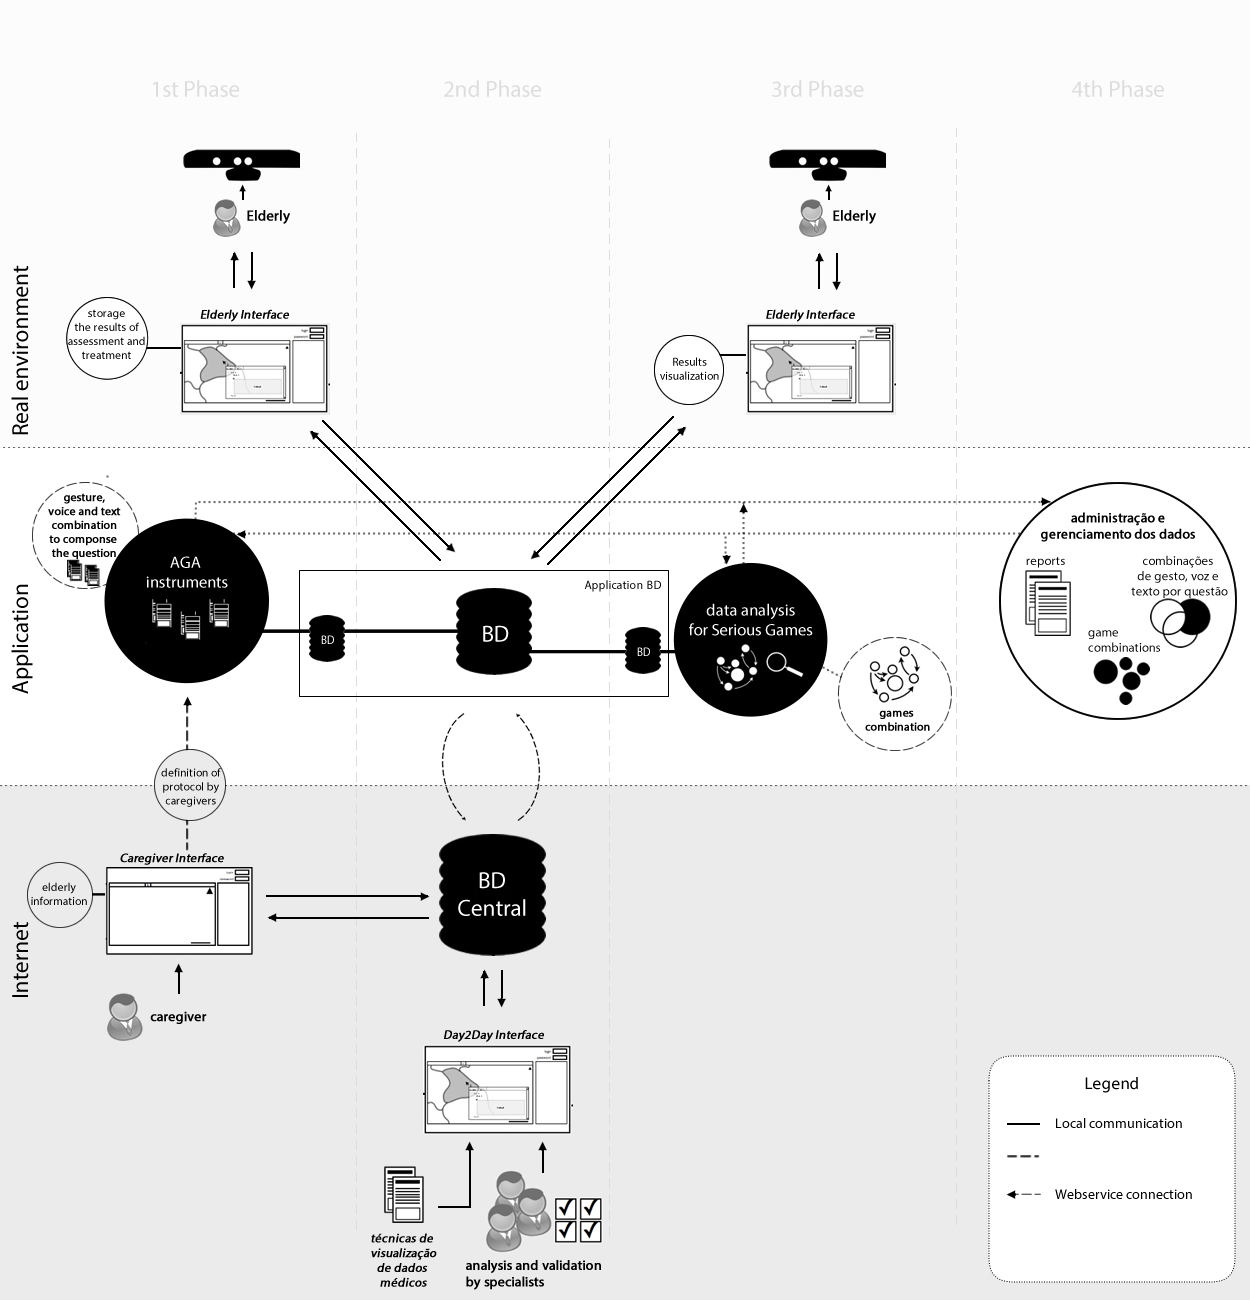 1st Phase
2nd Phase
3rd Phase
4th Phase
Real environment
Elderly
Elderly
Elderly Interface
Elderly Interface
storage
the results of
assessment and
treatment
Results
visualization
Application
gesture,
voice and text
combination
to componse
the question
AGA
instruments
Application BD
BD
BD
BD
data analysis
for Serious Games
games
combination
administração e
gerenciamento dos dados
reports
combinações
de gesto, voz e
texto por questão
game
combinations
definition of
protocol by
caregivers
Internet
Caregiver Interface
elderly
information
caregiver
BD
Central
Day2Day Interface
técnicas de
visualização
de dados
médicos
analysis and validation
by specialists
Legend
Local communication
Webservice connection